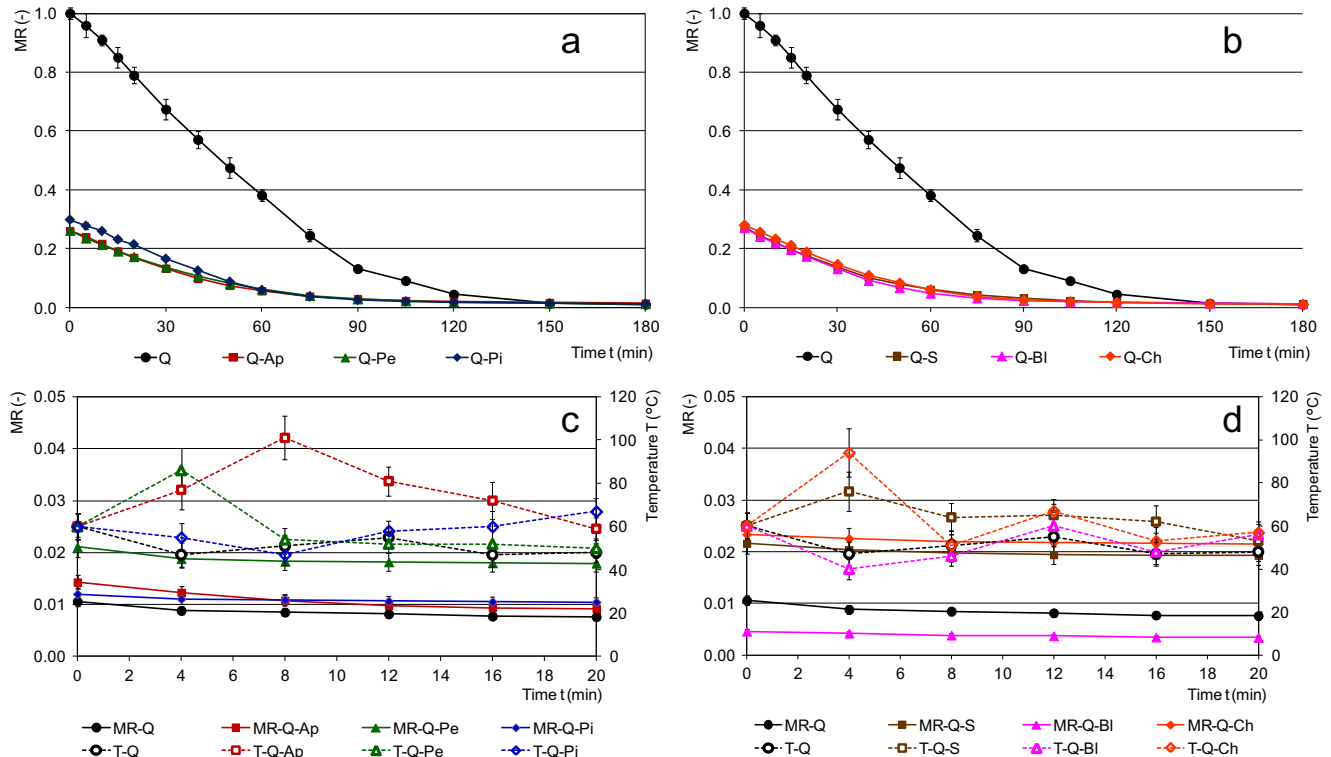 a
MR (-)
1.0
0.8
0.6
0.4
0.2
0.0
0 30 60 90 120 150 180
Time t (min)
Q Q-Ap Q-Pe Q-Pi
b
MR (-)
1.0
0.8
0.6
0.4
0.2
0.0
0 30 60 90 120 150 180
Time t (min)
Q Q-S Q-Bl Q-Ch
c
MR (-)
0.05
0.04
0.03
0.02
0.01
0.00
Temperature T (°C)
120
100
80
60
40
20
0
0 2 4 6 8 10 12 14 16 18 20
Time t (min)
MR-Q MR-Q-Ap MR-Q-Pe MR-Q-Pi
T-Q T-Q-Ap T-Q-Pe T-Q-Pi
d
MR (-)
0.05
0.04
0.03
0.02
0.01
0.00
Temperature T (°C)
120
100
80
60
40
20
0
0 2 4 6 8 10 12 14 16 18 20
Time t (min)
MR-Q MR-Q-S MR-Q-Bl MR-Q-Ch
T-Q T-Q-S T-Q-Bl T-Q-Ch